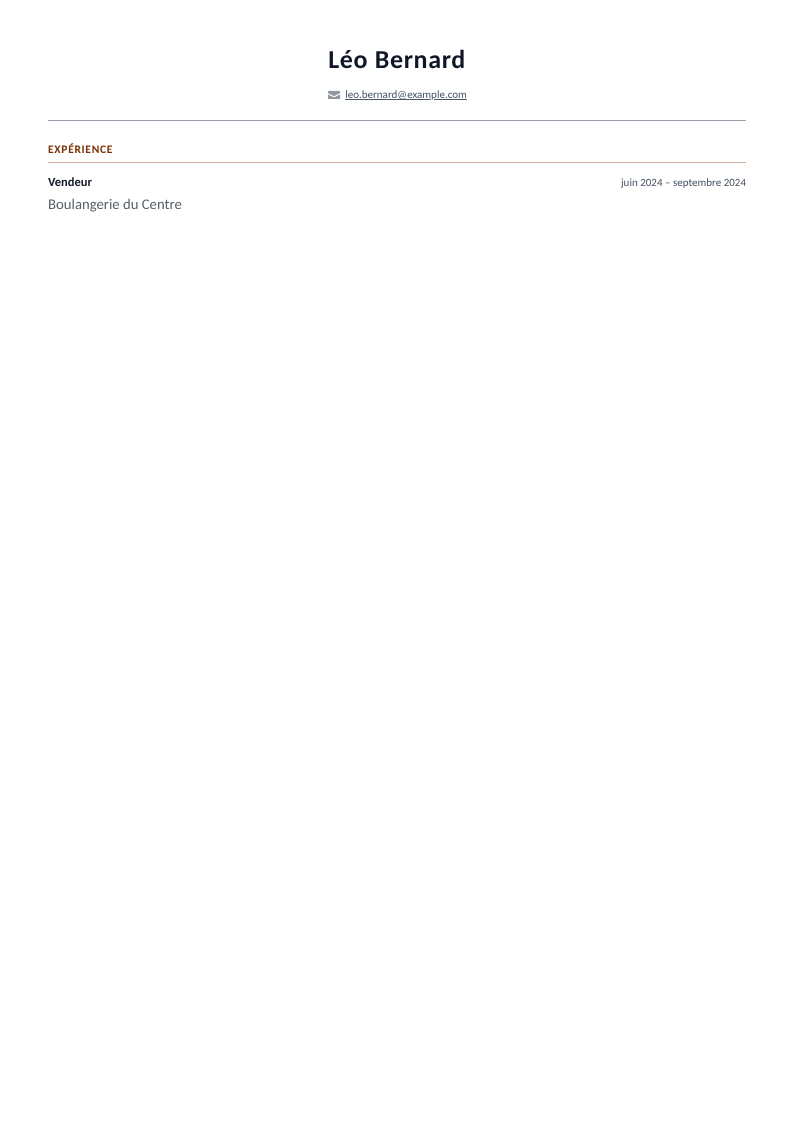 Léo Bernard
leo.bernard@example.com
EXPÉRIENCE
Vendeur juin 2024 – septembre 2024
Boulangerie du Centre